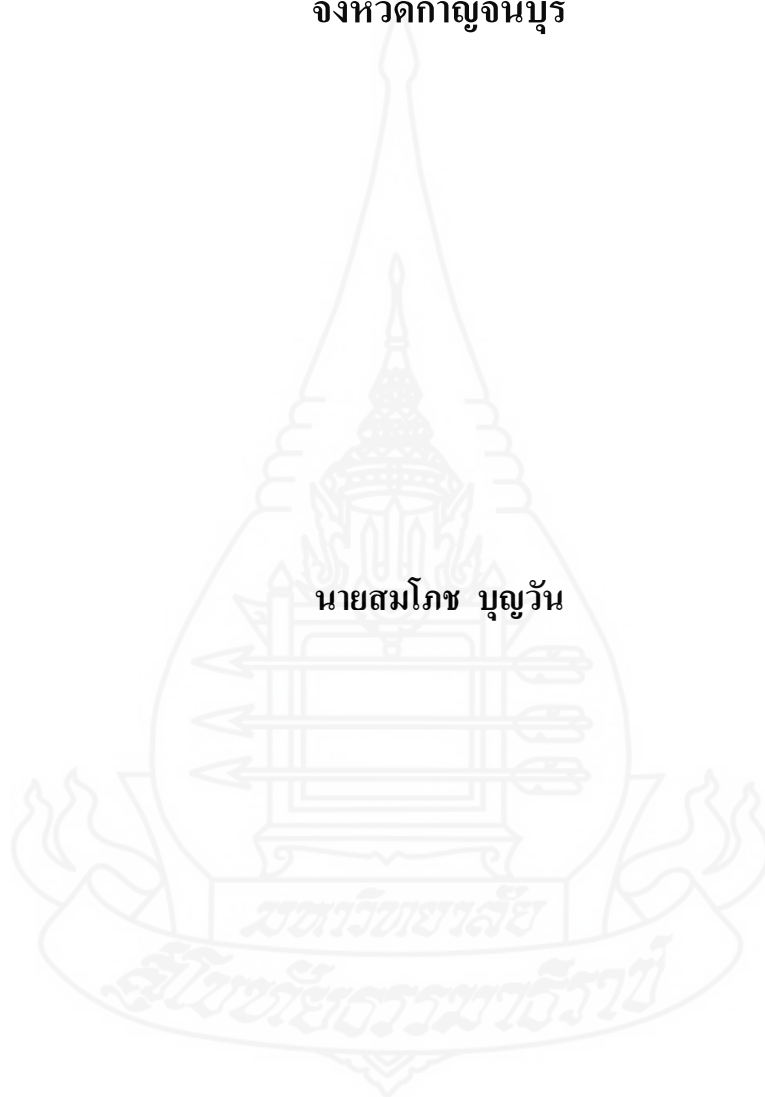 จังหวัดกาญจนบุรี
นายสมโภช บุญวัน
มหาวิทยาลัย
สุโขทัยธรรมาธิราช